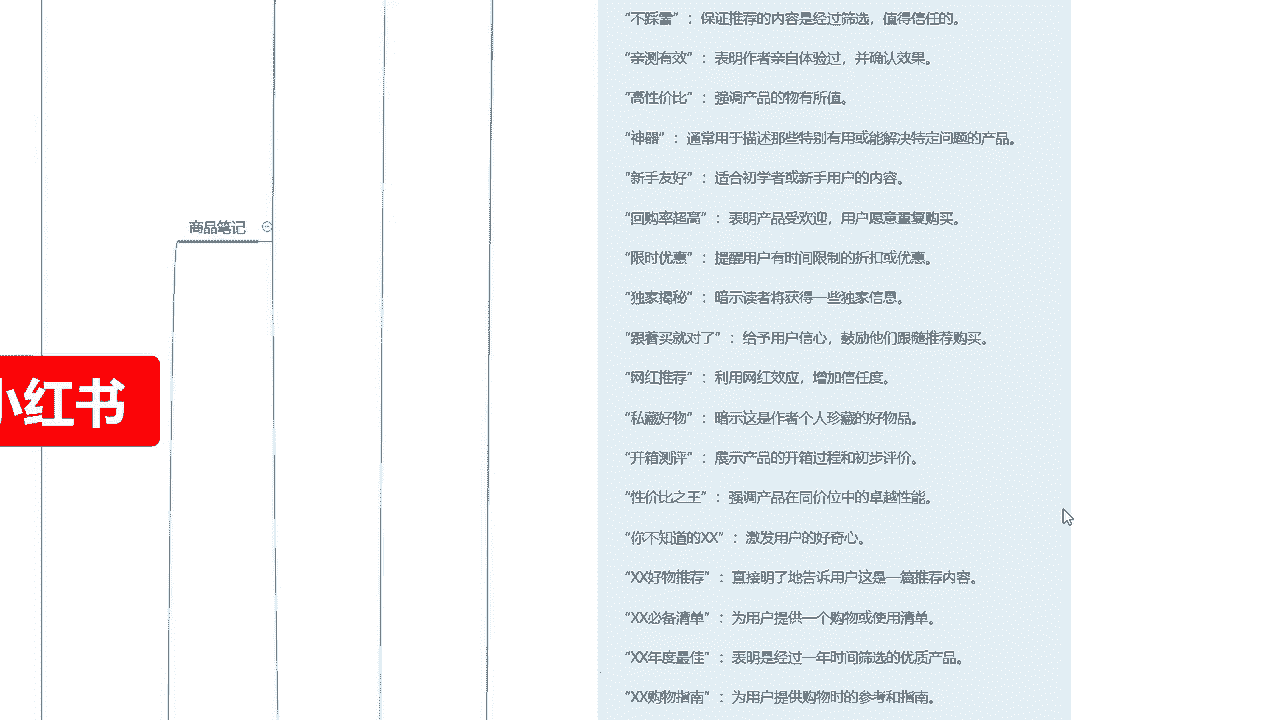 商品笔记
小红书
“不踩雷”：保证推荐的内容是经过筛选，值得信任的。
“亲测有效”：表明作者亲自体验过，并确认效果。
“高性价比”：强调产品的物有所值。
“神器”：通常用于描述那些特别有用或能解决特定问题的产品。
“新手友好”：适合初学者或新手用户的内容。
“回购率超高”：表明产品受欢迎，用户愿意重复购买。
“限时优惠”：提醒用户有时间限制的折扣或优惠。
“独家揭秘”：暗示读者将获得一些独家信息。
“跟着买就对了”：给予用户信心，鼓励他们跟随推荐购买。
“网红推荐”：利用网红效应，增加信任度。
“私藏好物”：暗示这是作者个人珍藏的好物品。
“开箱测评”：展示产品的开箱过程和初步评价。
“性价比之王”：强调产品在同价位中的卓越性能。
“你不知道的XX”：激发用户的好奇心。
“XX好物推荐”：直接明了地告诉用户这是一篇推荐内容。
“XX必备清单”：为用户提供一个购物或使用清单。
“XX年度最佳”：表明是经过一年时间筛选的优质产品。
“XX购物指南”：为用户提供购物时的参考和指南。